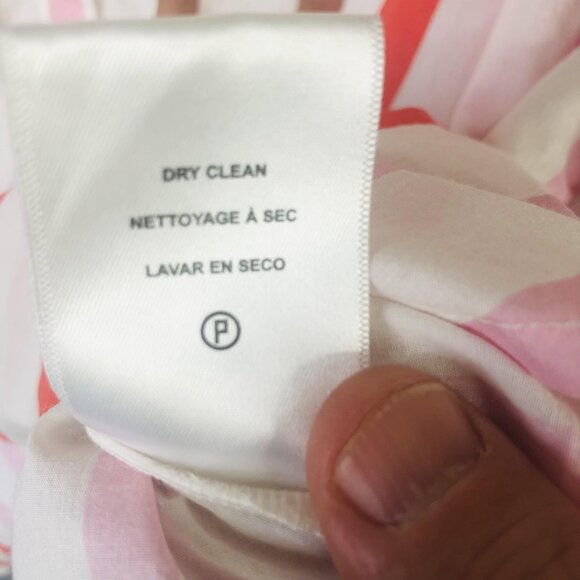 DRY CLEAN
NETTOYAGE À SEC
LAVAR EN SECO
P